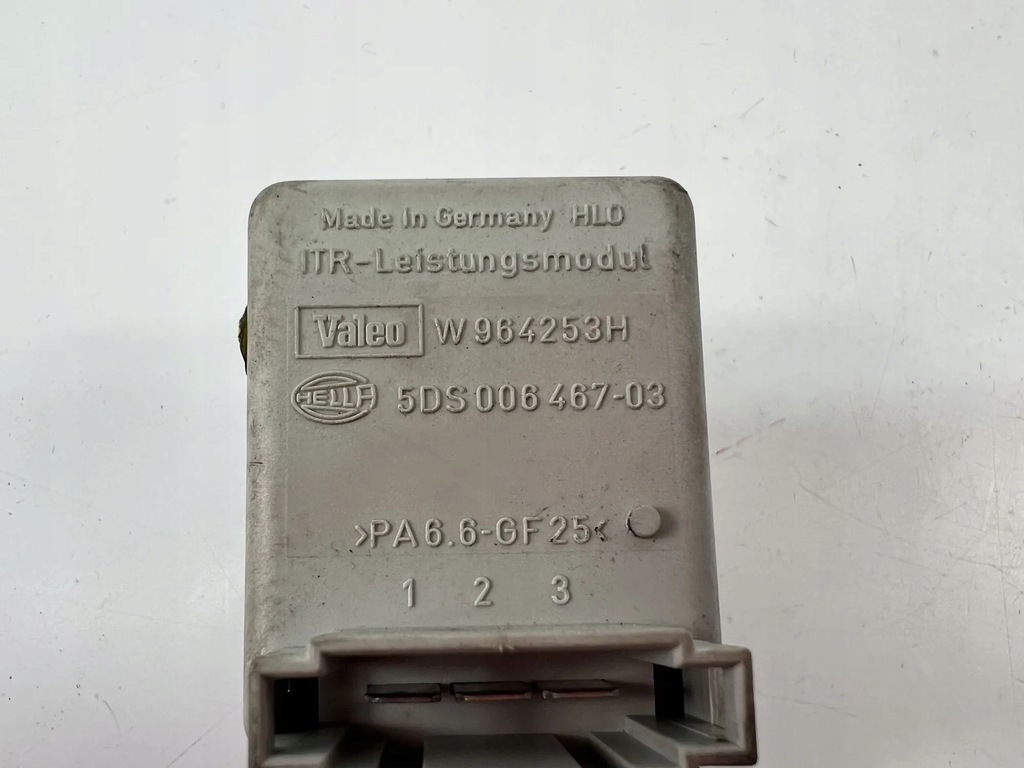 Made In Germany HLO
ITR-Leistungsmodul
Valeo W964253H
HELLA 5DS 006 467-03
>PA6.6-GF25<
1 2 3